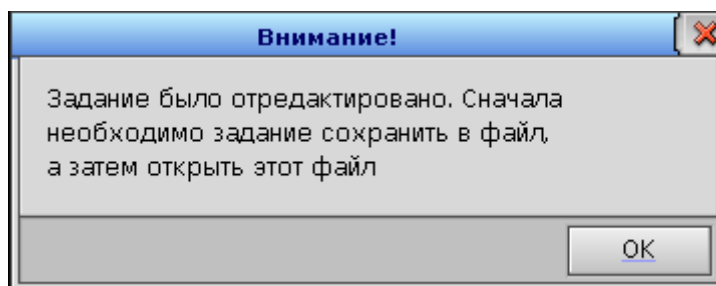 Внимание!
Задание было отредактировано. Сначала
необходимо задание сохранить в файл,
а затем открыть этот файл
OK